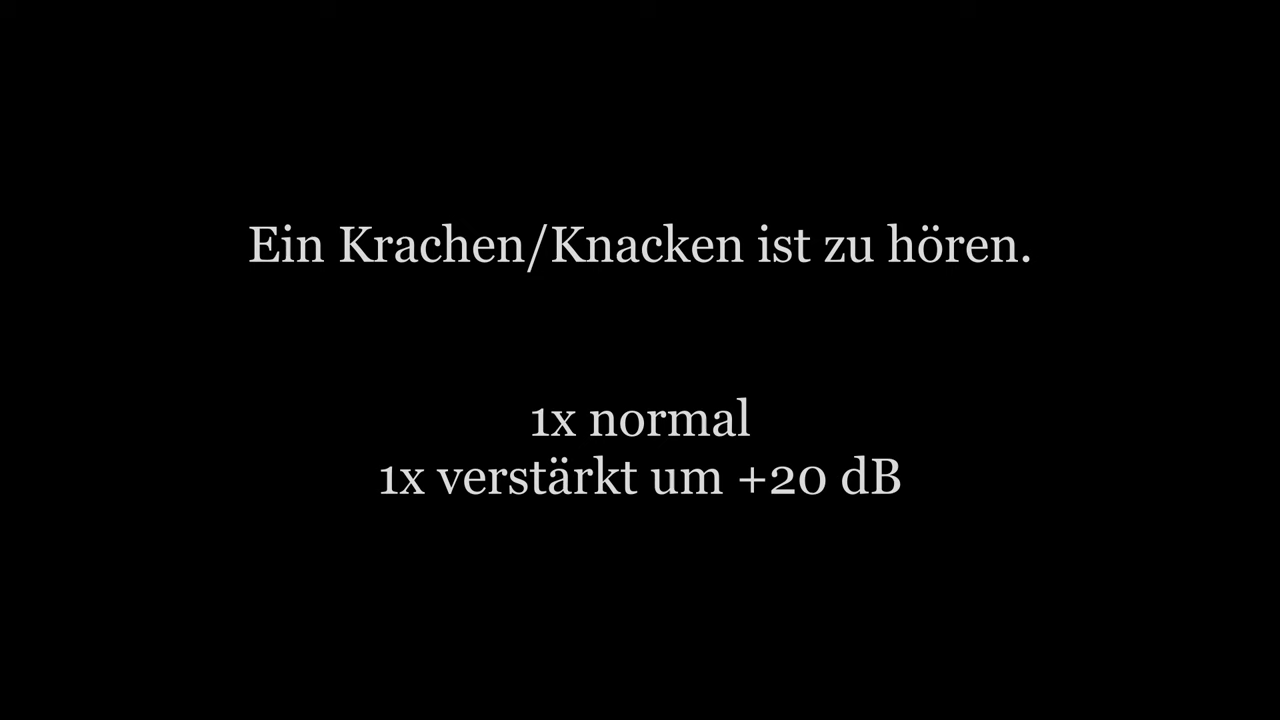 Ein Krachen/Knacken ist zu hören.
1x normal
1x verstärkt um +20 dB